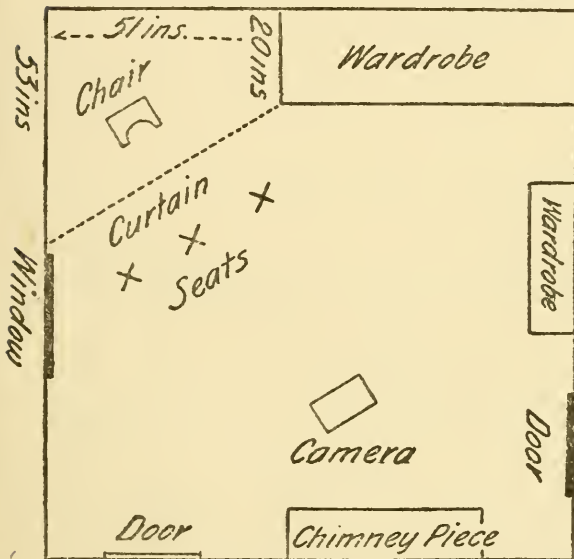 51 ins.
20 ins
Wardrobe
53 ins
Chair
Curtain
Seats
Wardrobe
Window
Camera
Door
Door
Chimney Piece